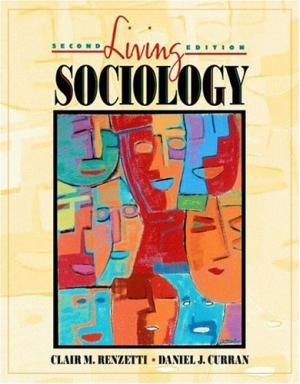 SECOND Living EDITION
SOCIOLOGY
CLAIR M. RENZETTI • DANIEL J. CURRAN